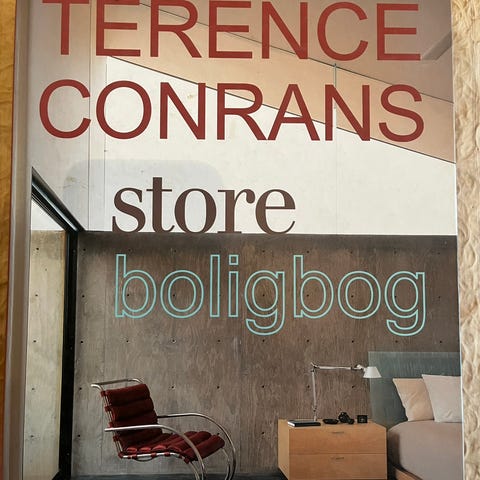 TERENCE
CONRANS
store
boligbog